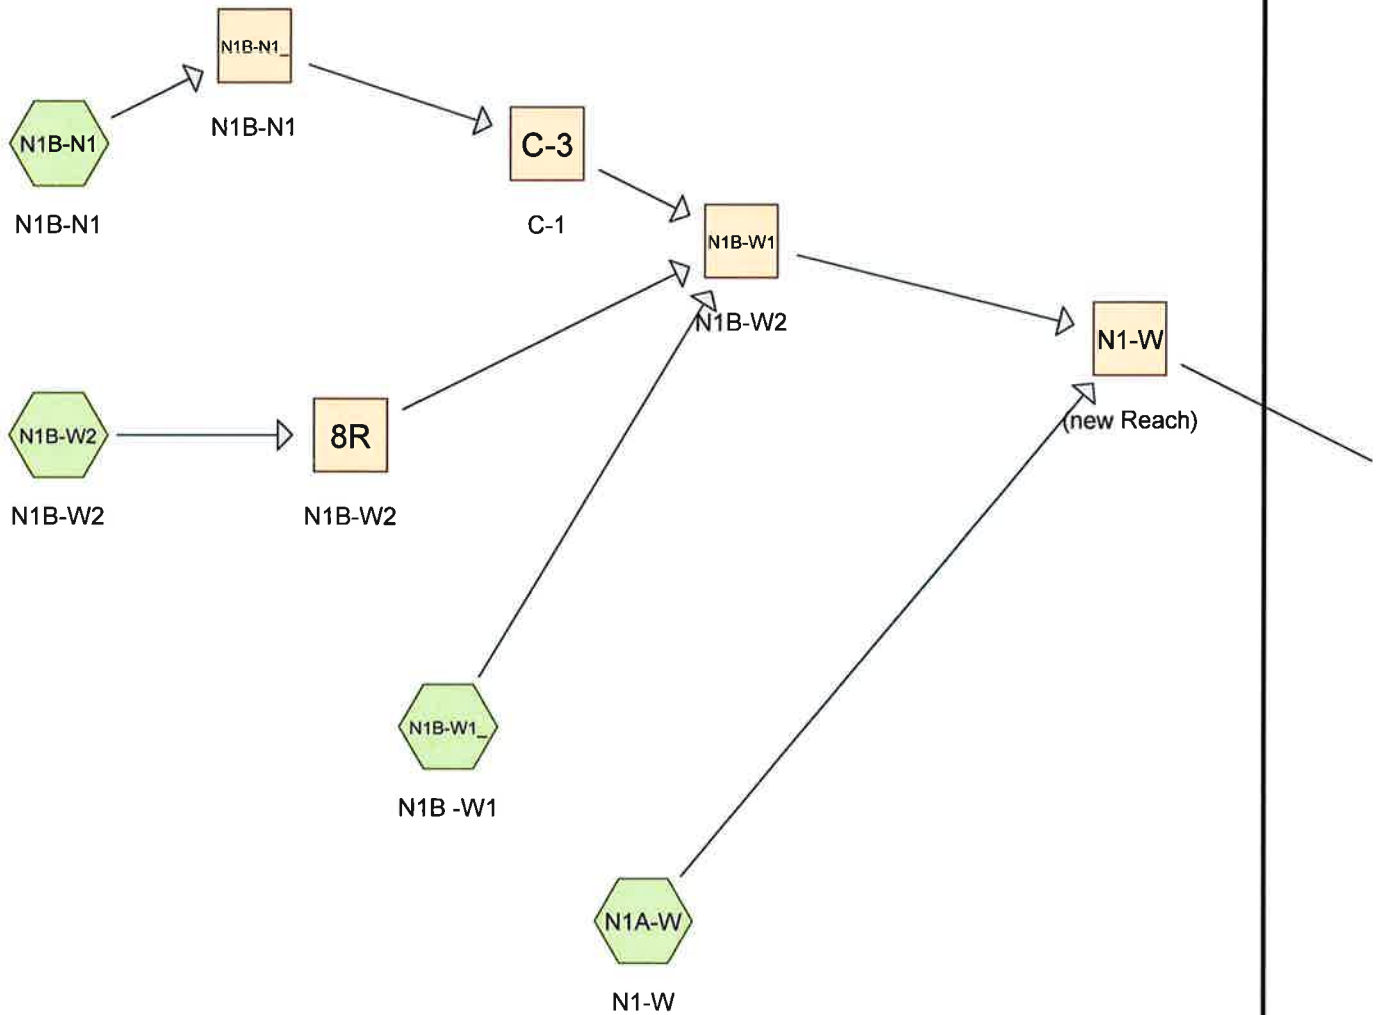 N1B-N1_
N1B-N1
N1B-N1
N1B-N1
C-3
C-1
N1B-W1
N1B-W2
N1-W
(new Reach)
N1B-W2
N1B-W2
8R
N1B-W2
N1B-W1_
N1B -W1
N1A-W
N1-W